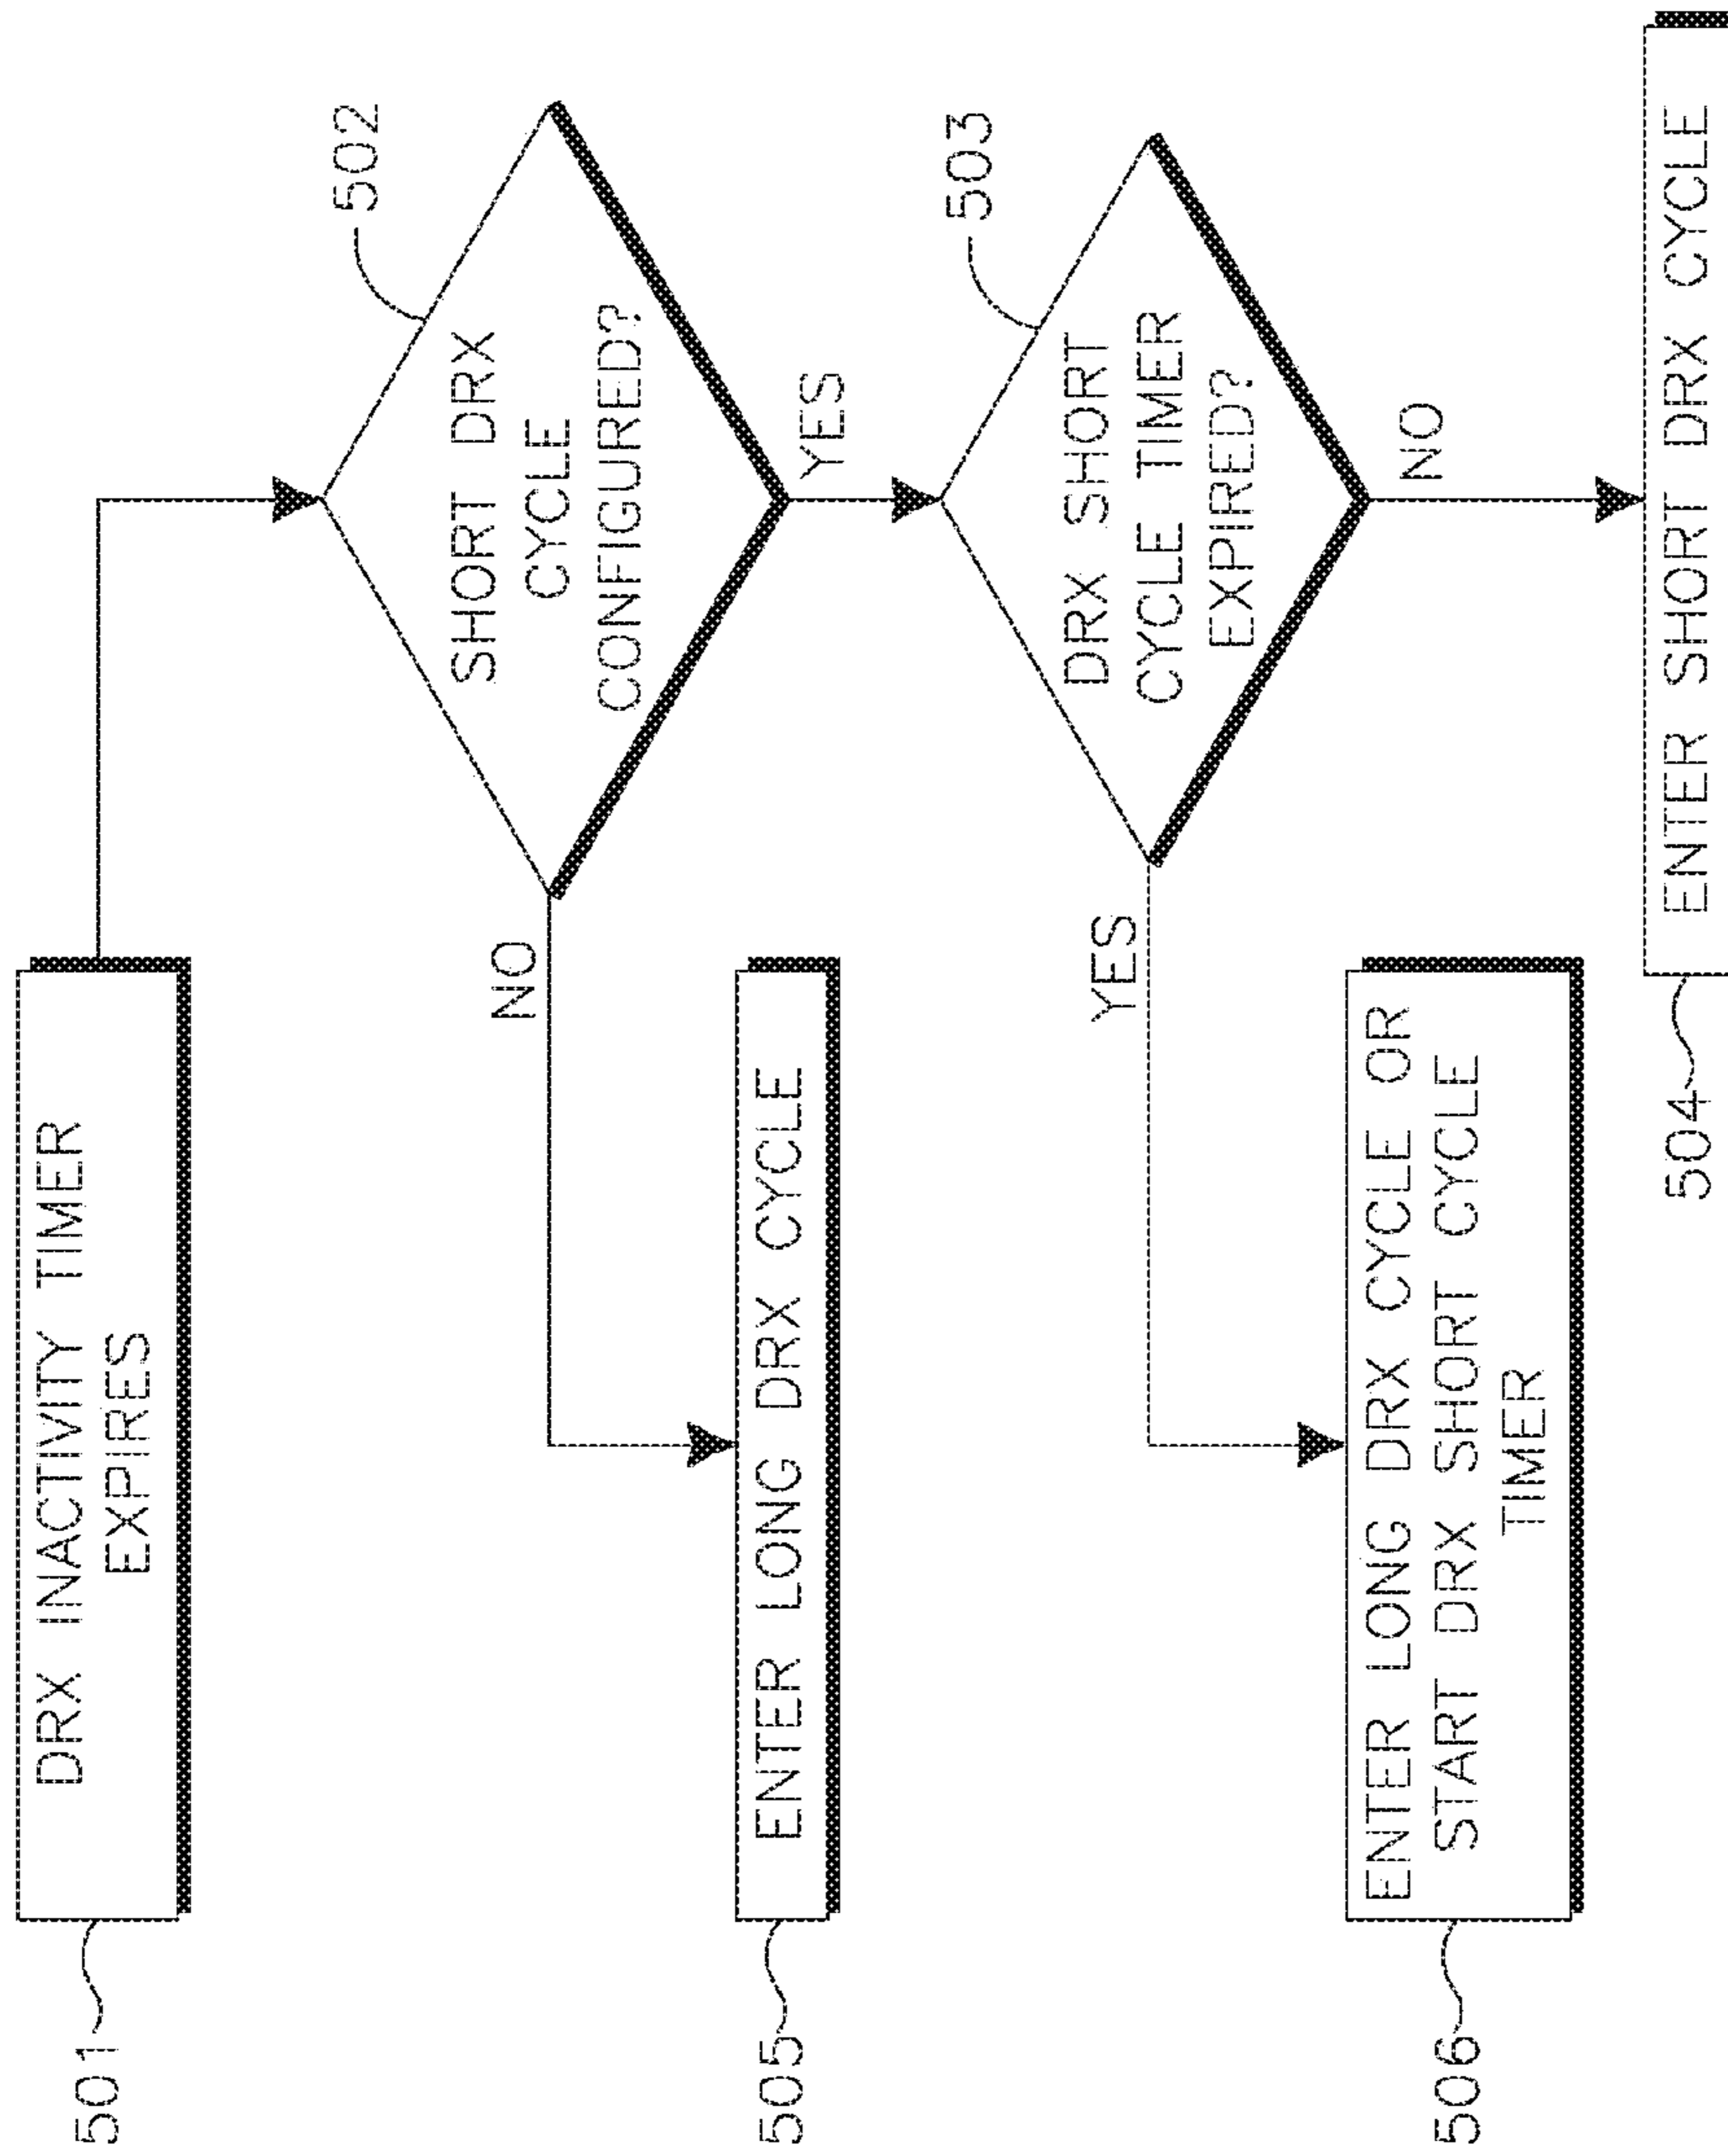 501
DRX INACTIVITY TIMER
EXPIRES
502
SHORT DRX
CYCLE
CONFIGURED?
NO
YES
505
ENTER LONG DRX CYCLE
503
DRX SHORT
CYCLE TIMER
EXPIRED?
YES
NO
506
ENTER LONG DRX CYCLE OR
START DRX SHORT CYCLE
TIMER
504
ENTER SHORT DRX CYCLE